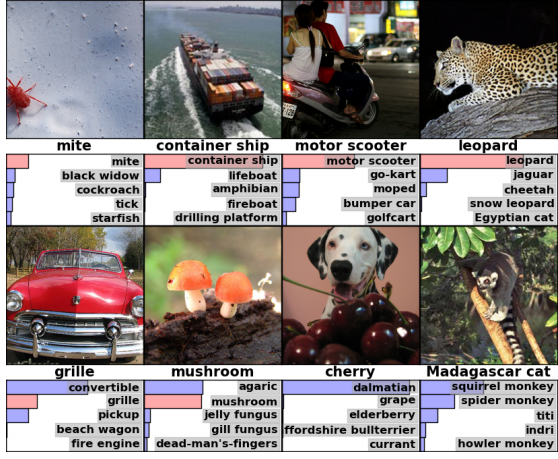 mite
container ship
motor scooter
leopard
mite
black widow
cockroach
tick
starfish
container ship
lifeboat
amphibian
fireboat
drilling platform
motor scooter
go-kart
moped
bumper car
golfcart
leopard
jaguar
cheetah
snow leopard
Egyptian cat
grille
mushroom
cherry
Madagascar cat
convertible
grille
pickup
beach wagon
fire engine
agaric
mushroom
jelly fungus
gill fungus
dead-man's-fingers
dalmatian
grape
elderberry
ffordshire bullterrier
currant
squirrel monkey
spider monkey
titi
indri
howler monkey